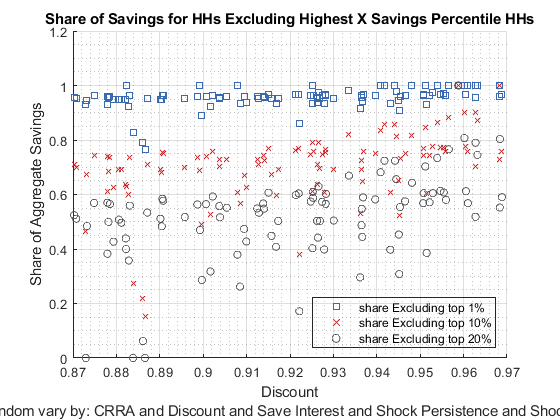 Share of Savings for HHs Excluding Highest X Savings Percentile HHs
1.2
1
0.8
0.6
0.4
0.2
0
Share of Aggregate Savings
share Excluding top 1%
share Excluding top 10%
share Excluding top 20%
0.87 0.88 0.89 0.9 0.91 0.92 0.93 0.94 0.95 0.96 0.97
Discount
ndom vary by: CRRA and Discount and Save Interest and Shock Persistence and Sho